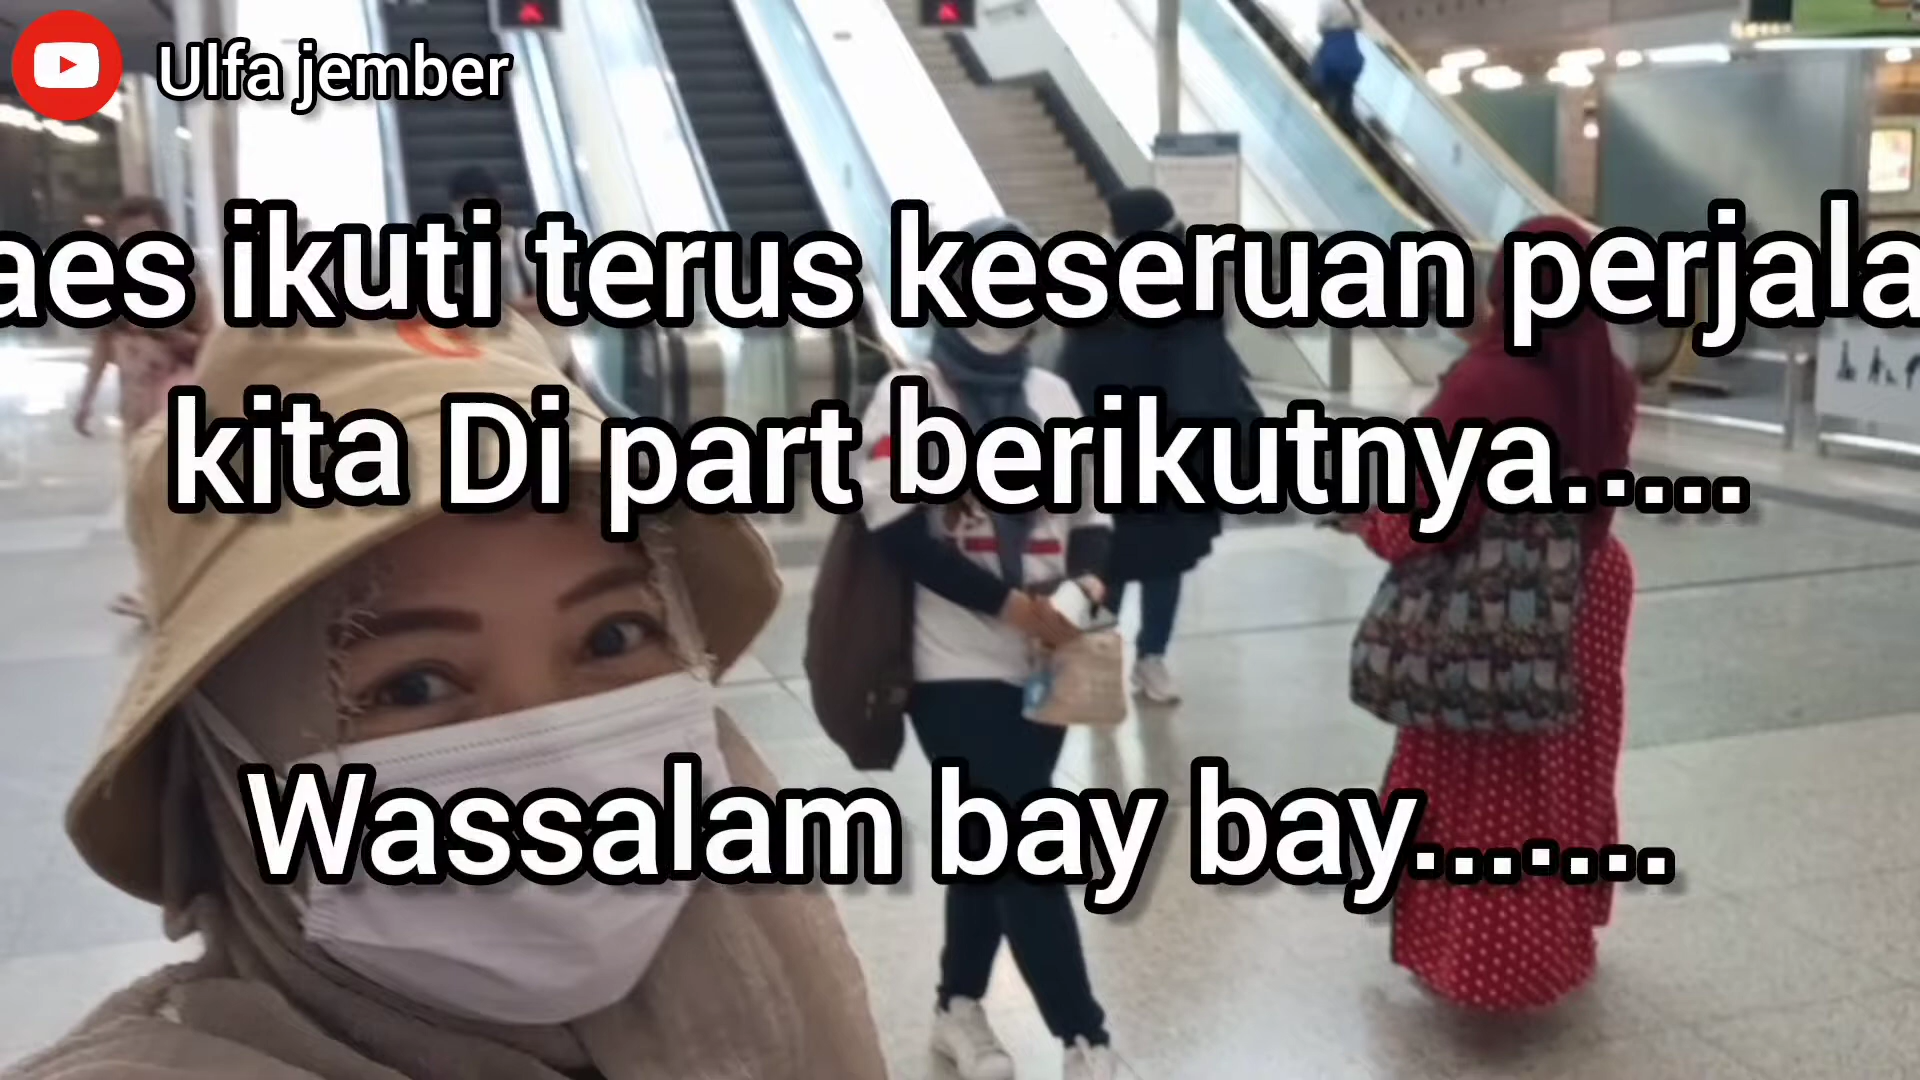 Ulfa jember
aes ikuti terus keseruan perjala
kita Di part berikutnya......
Wassalam bay bay........